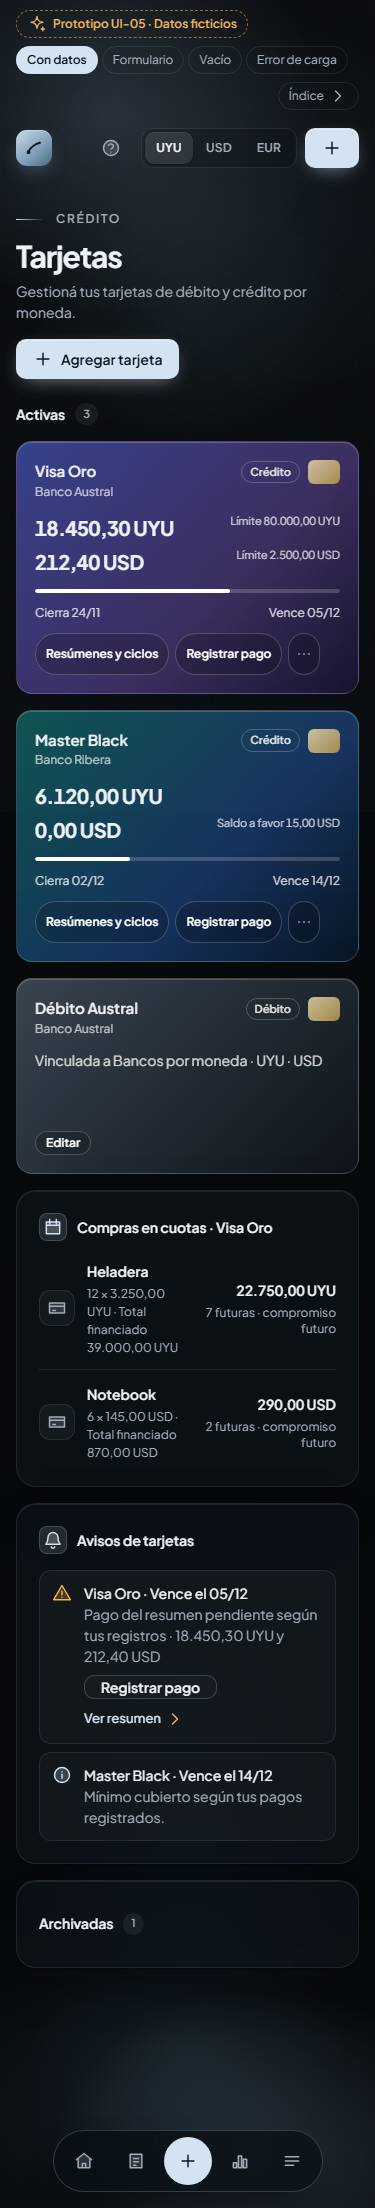 Prototipo UI-05 · Datos ficticios
Con datos
Formulario
Vacío
Error de carga
Índice
UYU
USD
EUR
CRÉDITO
Tarjetas
Gestioná tus tarjetas de débito y crédito por
moneda.
Agregar tarjeta
Activas 3
Visa Oro
Crédito
Banco Austral
18.450,30 UYU
Límite 80.000,00 UYU
212,40 USD
Límite 2.500,00 USD
Cierra 24/11
Vence 05/12
Resúmenes y ciclos
Registrar pago
...
Master Black
Crédito
Banco Ribera
6.120,00 UYU
0,00 USD
Saldo a favor 15,00 USD
Cierra 02/12
Vence 14/12
Resúmenes y ciclos
Registrar pago
...
Débito Austral
Débito
Banco Austral
Vinculada a Bancos por moneda · UYU · USD
Editar
Compras en cuotas · Visa Oro
Heladera
12 × 3.250,00
UYU · Total
financiado
39.000,00 UYU
22.750,00 UYU
7 futuras · compromiso
futuro
Notebook
6 × 145,00 USD ·
Total financiado
870,00 USD
290,00 USD
2 futuras · compromiso
futuro
Avisos de tarjetas
Visa Oro · Vence el 05/12
Pago del resumen pendiente según
tus registros · 18.450,30 UYU y
212,40 USD
Registrar pago
Ver resumen
Master Black · Vence el 14/12
Mínimo cubierto según tus pagos
registrados.
Archivadas 1